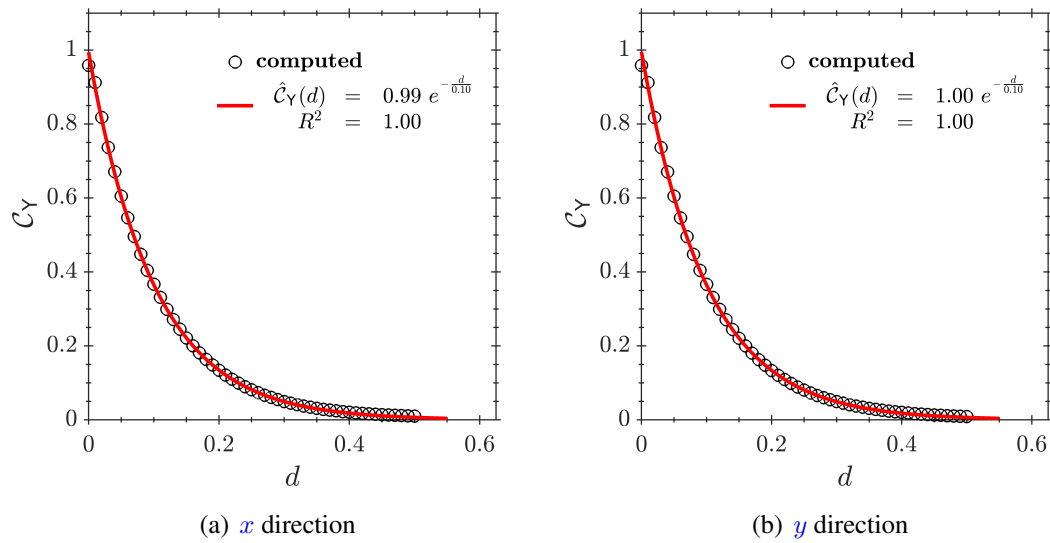 1
0.8
0.6
0.4
0.2
0
0 0.2 0.4 0.6
𝒞_Y
d
computed
𝒞̂_Y(d) = 0.99 e^{-d/0.10}
R² = 1.00
(a) x direction
1
0.8
0.6
0.4
0.2
0
0 0.2 0.4 0.6
𝒞_Y
d
computed
𝒞̂_Y(d) = 1.00 e^{-d/0.10}
R² = 1.00
(b) y direction